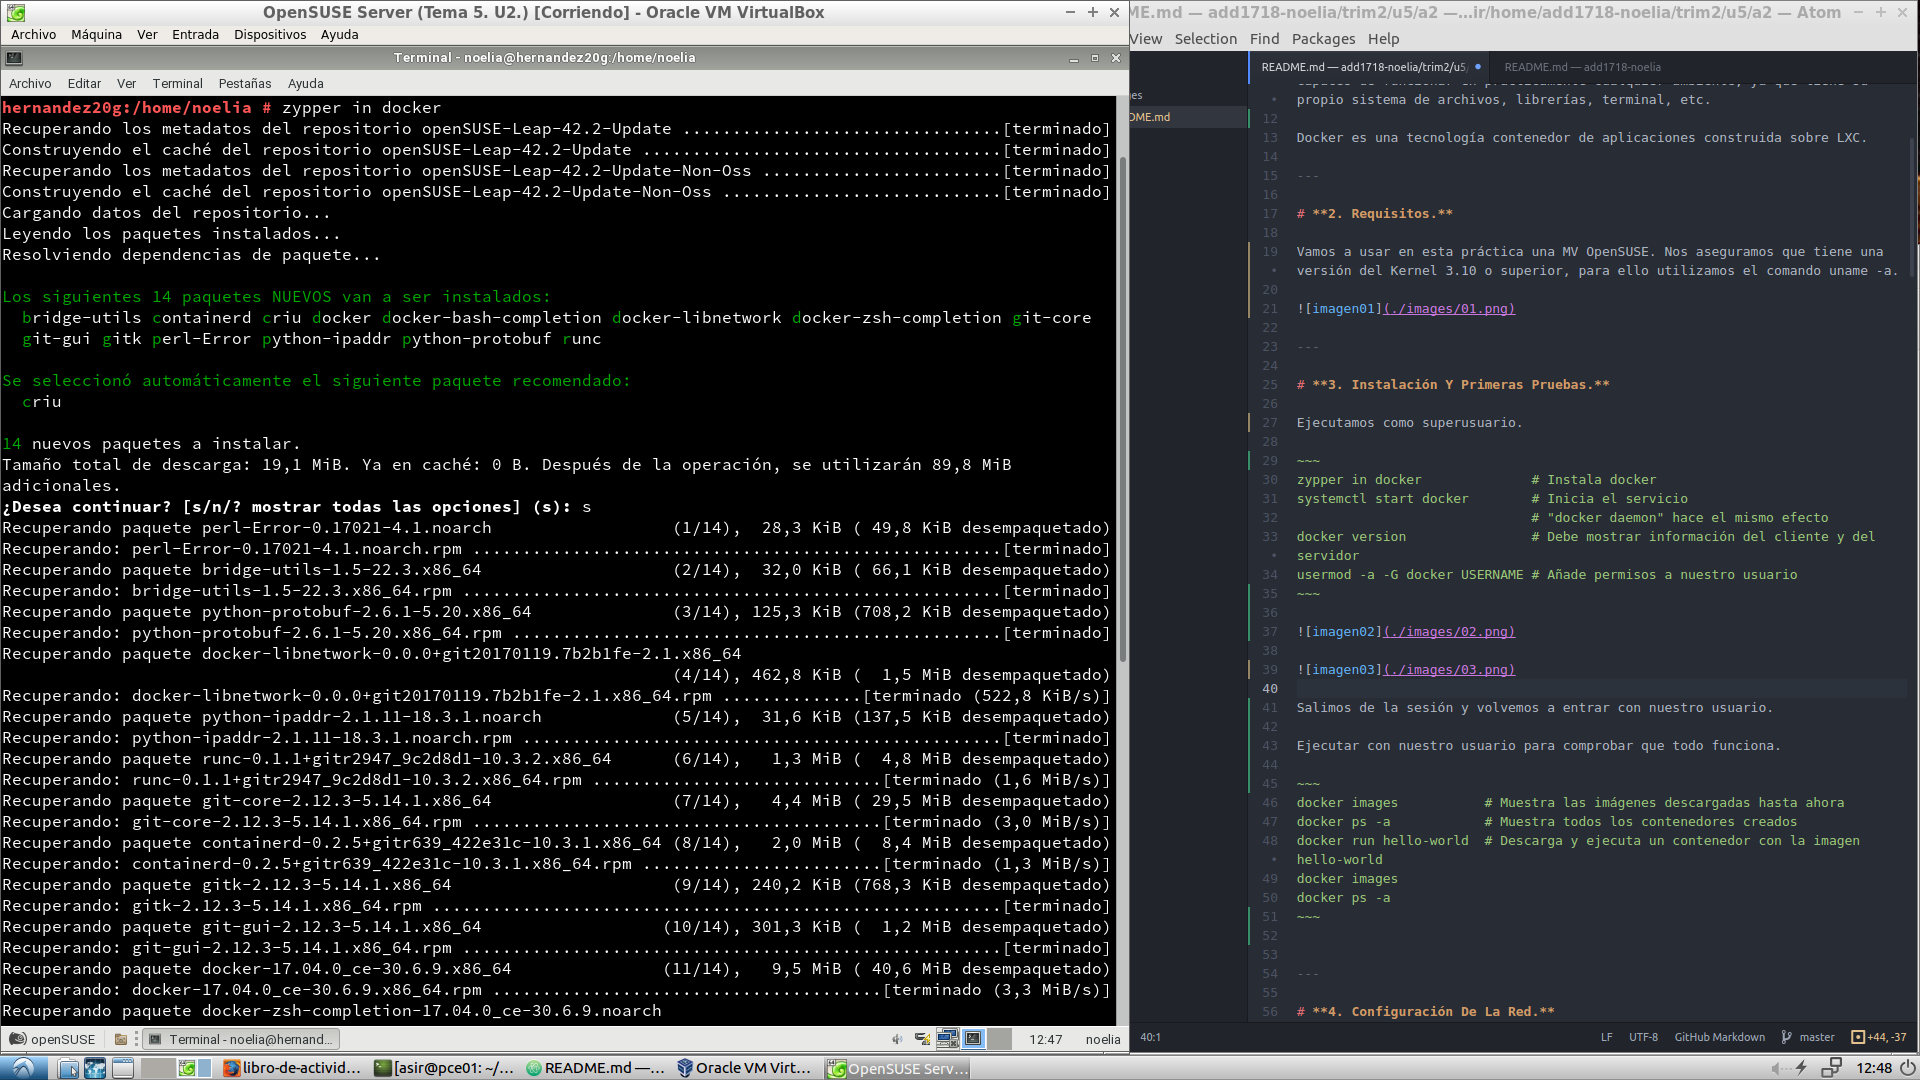 OpenSUSE Server (Tema 5. U2.) [Corriendo] - Oracle VM VirtualBox
Archivo Máquina Ver Entrada Dispositivos Ayuda
Terminal - noelia@hernandez20g:/home/noelia
Archivo Editar Ver Terminal Pestañas Ayuda
hernandez20g:/home/noelia # zypper in docker
Recuperando los metadatos del repositorio openSUSE-Leap-42.2-Update ................................[terminado]
Construyendo el caché del repositorio openSUSE-Leap-42.2-Update ....................................[terminado]
Recuperando los metadatos del repositorio openSUSE-Leap-42.2-Update-Non-Oss ........................[terminado]
Construyendo el caché del repositorio openSUSE-Leap-42.2-Update-Non-Oss ............................[terminado]
Cargando datos del repositorio...
Leyendo los paquetes instalados...
Resolviendo dependencias de paquete...
Los siguientes 14 paquetes NUEVOS van a ser instalados:
bridge-utils containerd criu docker docker-bash-completion docker-libnetwork docker-zsh-completion git-core
git-gui gitk perl-Error python-ipaddr python-protobuf runc
Se seleccionó automáticamente el siguiente paquete recomendado:
criu
14 nuevos paquetes a instalar.
Tamaño total de descarga: 19,1 MiB. Ya en caché: 0 B. Después de la operación, se utilizarán 89,8 MiB
adicionales.
¿Desea continuar? [s/n/? mostrar todas las opciones] (s): s
Recuperando paquete perl-Error-0.17021-4.1.noarch (1/14), 28,3 KiB ( 49,8 KiB desempaquetado)
Recuperando: perl-Error-0.17021-4.1.noarch.rpm .....................................................[terminado]
Recuperando paquete bridge-utils-1.5-22.3.x86_64 (2/14), 32,0 KiB ( 66,1 KiB desempaquetado)
Recuperando: bridge-utils-1.5-22.3.x86_64.rpm ......................................................[terminado]
Recuperando paquete python-protobuf-2.6.1-5.20.x86_64 (3/14), 125,3 KiB (708,2 KiB desempaquetado)
Recuperando: python-protobuf-2.6.1-5.20.x86_64.rpm .................................................[terminado]
Recuperando paquete docker-libnetwork-0.0.0+git20170119.7b2b1fe-2.1.x86_64
(4/14), 462,8 KiB ( 1,5 MiB desempaquetado)
Recuperando: docker-libnetwork-0.0.0+git20170119.7b2b1fe-2.1.x86_64.rpm ..............[terminado (522,8 KiB/s)]
Recuperando paquete python-ipaddr-2.1.11-18.3.1.noarch (5/14), 31,6 KiB (137,5 KiB desempaquetado)
Recuperando: python-ipaddr-2.1.11-18.3.1.noarch.rpm ................................................[terminado]
Recuperando paquete runc-0.1.1+gitr2947_9c2d8d1-10.3.2.x86_64 (6/14), 1,3 MiB ( 4,8 MiB desempaquetado)
Recuperando: runc-0.1.1+gitr2947_9c2d8d1-10.3.2.x86_64.rpm .............................[terminado (1,6 MiB/s)]
Recuperando paquete git-core-2.12.3-5.14.1.x86_64 (7/14), 4,4 MiB ( 29,5 MiB desempaquetado)
Recuperando: git-core-2.12.3-5.14.1.x86_64.rpm .........................................[terminado (3,0 MiB/s)]
Recuperando paquete containerd-0.2.5+gitr639_422e31c-10.3.1.x86_64 (8/14), 2,0 MiB ( 8,4 MiB desempaquetado)
Recuperando: containerd-0.2.5+gitr639_422e31c-10.3.1.x86_64.rpm ........................[terminado (1,3 MiB/s)]
Recuperando paquete gitk-2.12.3-5.14.1.x86_64 (9/14), 240,2 KiB (768,3 KiB desempaquetado)
Recuperando: gitk-2.12.3-5.14.1.x86_64.rpm .........................................................[terminado]
Recuperando paquete git-gui-2.12.3-5.14.1.x86_64 (10/14), 301,3 KiB ( 1,2 MiB desempaquetado)
Recuperando: git-gui-2.12.3-5.14.1.x86_64.rpm ......................................................[terminado]
Recuperando paquete docker-17.04.0_ce-30.6.9.x86_64 (11/14), 9,5 MiB ( 40,6 MiB desempaquetado)
Recuperando: docker-17.04.0_ce-30.6.9.x86_64.rpm .......................................[terminado (3,3 MiB/s)]
Recuperando paquete docker-zsh-completion-17.04.0_ce-30.6.9.noarch
openSUSE Terminal - noelia@hernand... 12:47 noelia
ME.md — add1718-noelia/trim2/u5/a2 —...ir/home/add1718-noelia/trim2/u5/a2 — Atom
View Selection Find Packages Help
README.md — add1718-noelia/trim2/u5, README.md — add1718-noelia
es
OME.md
propio sistema de archivos, librerías, terminal, etc.
12
13 Docker es una tecnología contenedor de aplicaciones construida sobre LXC.
14
15 ---
16
17 # **2. Requisitos.**
18
19 Vamos a usar en esta práctica una MV OpenSUSE. Nos aseguramos que tiene una
versión del Kernel 3.10 o superior, para ello utilizamos el comando uname -a.
20
21 ![imagen01](./images/01.png)
22
23 ---
24
25 # **3. Instalación Y Primeras Pruebas.**
26
27 Ejecutamos como superusuario.
28
29 ~~~
30 zypper in docker # Instala docker
31 systemctl start docker # Inicia el servicio
32 # "docker daemon" hace el mismo efecto
33 docker version # Debe mostrar información del cliente y del
servidor
34 usermod -a -G docker USERNAME # Añade permisos a nuestro usuario
35 ~~~
36
37 ![imagen02](./images/02.png)
38
39 ![imagen03](./images/03.png)
40
41 Salimos de la sesión y volvemos a entrar con nuestro usuario.
42
43 Ejecutar con nuestro usuario para comprobar que todo funciona.
44
45 ~~~
46 docker images # Muestra las imágenes descargadas hasta ahora
47 docker ps -a # Muestra todos los contenedores creados
48 docker run hello-world # Descarga y ejecuta un contenedor con la imagen
hello-world
49 docker images
50 docker ps -a
51 ~~~
52
53
54 ---
55
56 # **4. Configuración De La Red.**
40:1 LF UTF-8 GitHub Markdown master +44, -37
libro-de-activid... [asir@pce01: ~/... README.md —... Oracle VM Virt... OpenSUSE Serv... 12:48